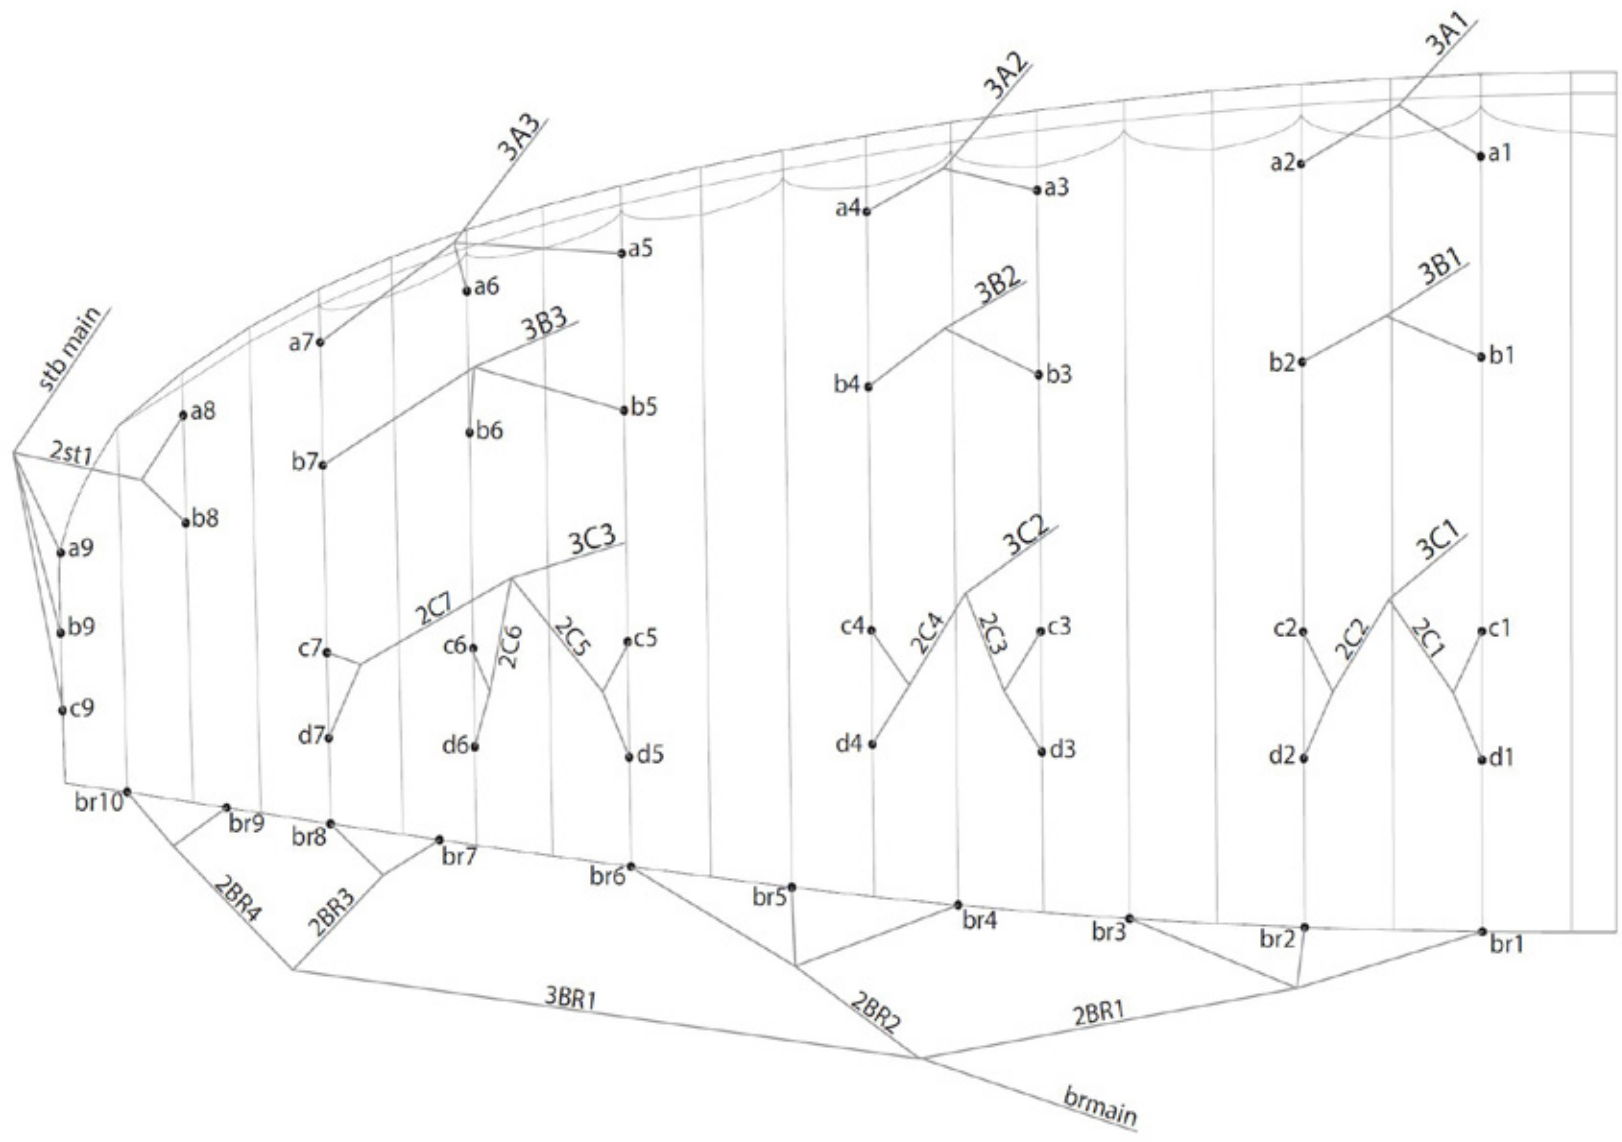 3A1
3A2
3A3
a2
a1
a4
a3
a5
a6
a7
stb main
3B1
3B2
3B3
b2
b1
b4
b3
b5
b6
b7
a8
2st1
b8
a9
b9
c9
3C1
3C2
3C3
2C7
c7
c6
2C6
2C5
c5
c4
2C4
2C3
c3
c2
2C2
2C1
c1
d7
d6
d5
d4
d3
d2
d1
br10
br9
br8
br7
br6
br5
br4
br3
br2
br1
2BR4
2BR3
3BR1
2BR2
2BR1
brmain